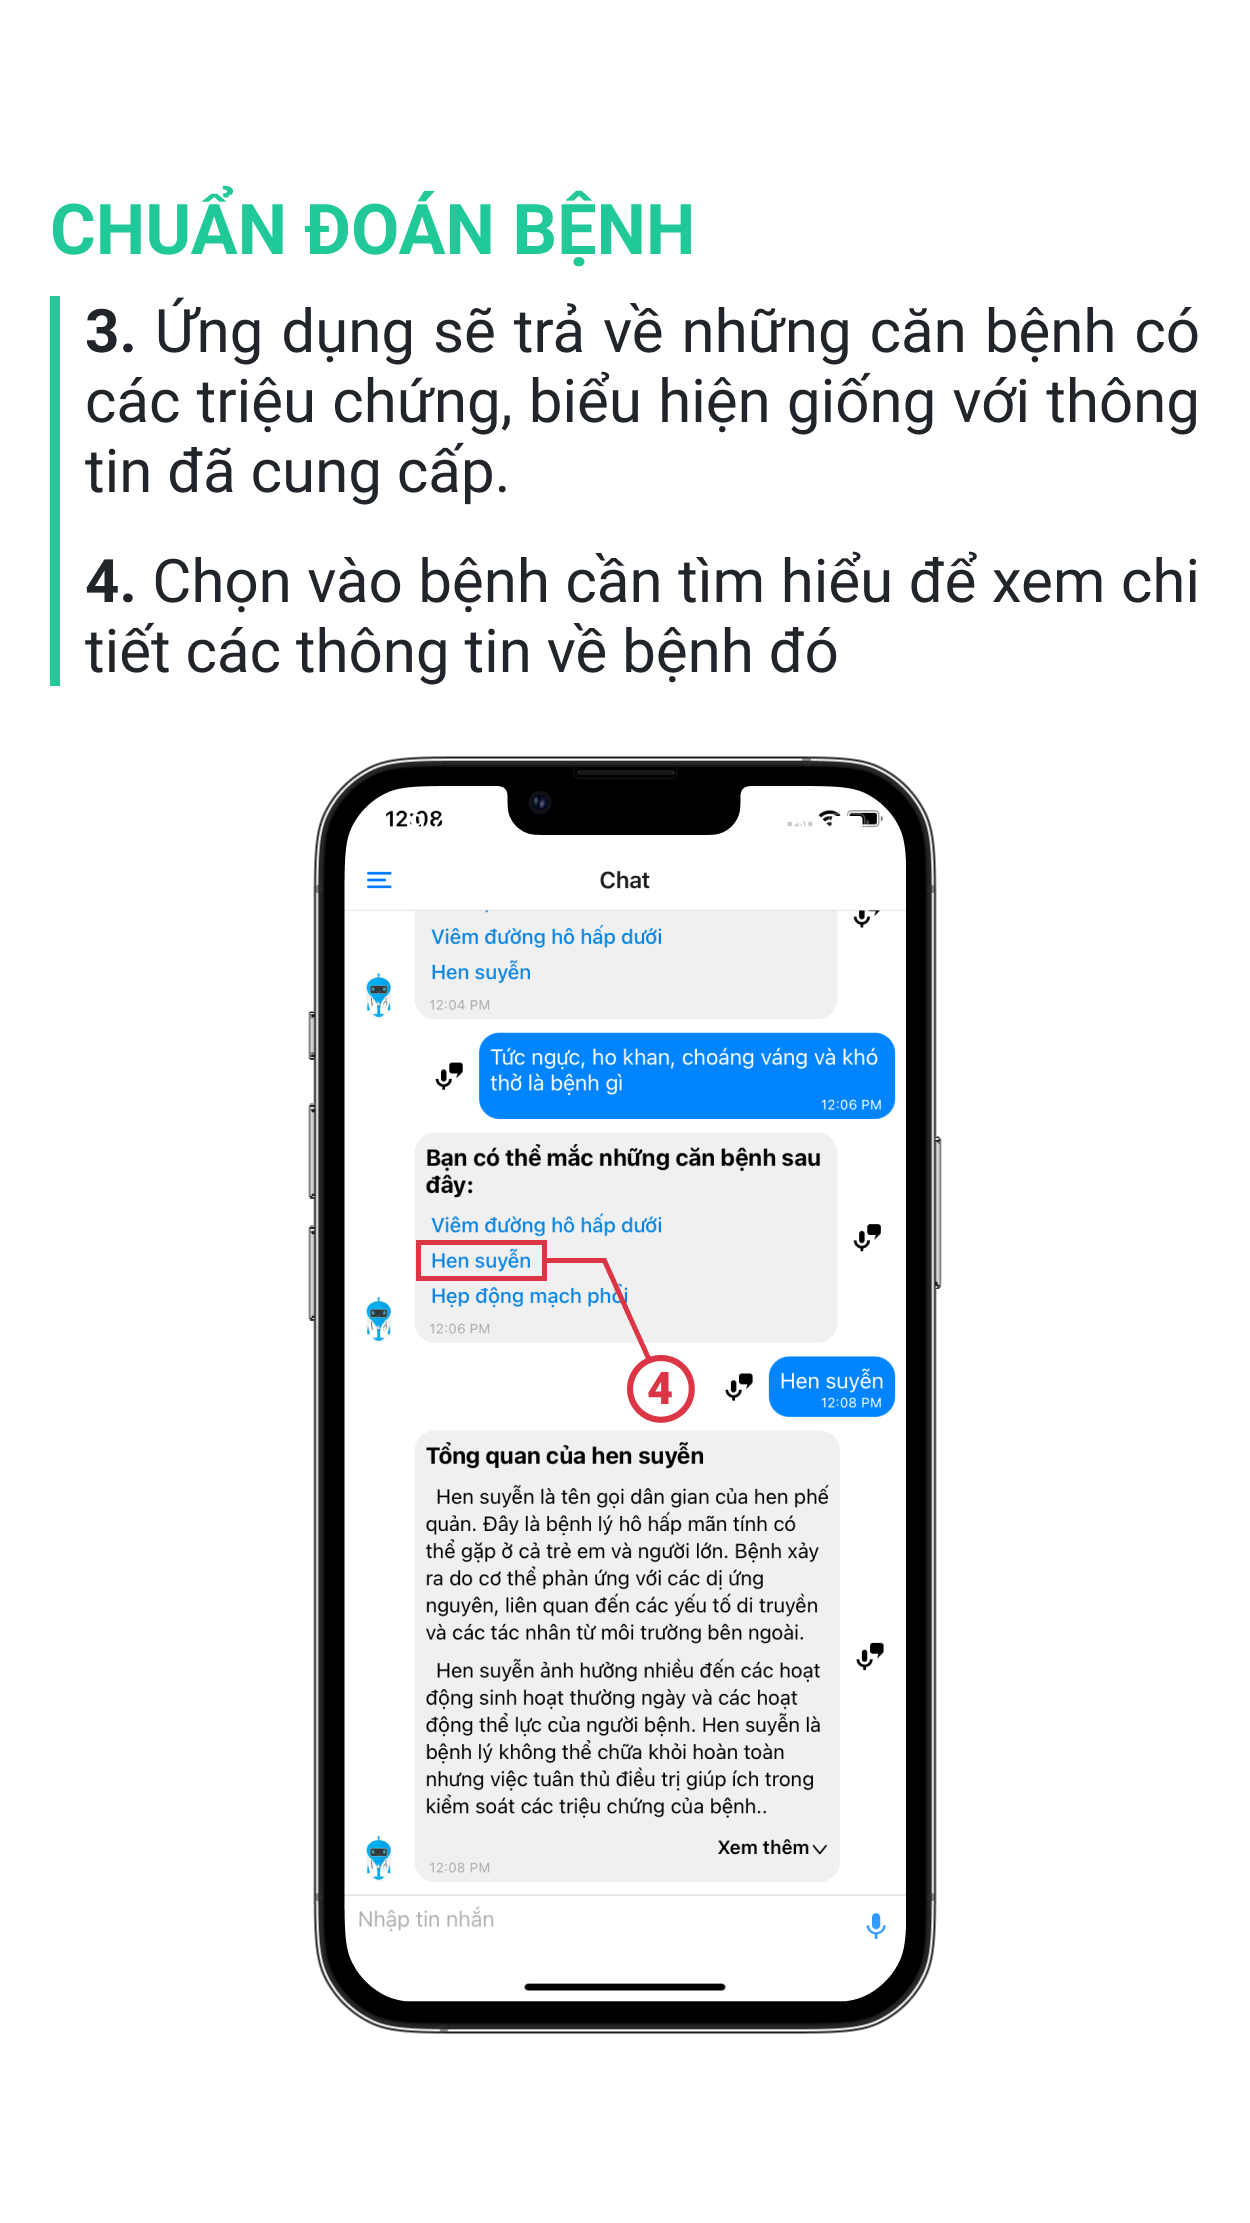 CHUẨN ĐOÁN BỆNH
3. Ứng dụng sẽ trả về những căn bệnh có
các triệu chứng, biểu hiện giống với thông
tin đã cung cấp.
4. Chọn vào bệnh cần tìm hiểu để xem chi
tiết các thông tin về bệnh đó
12:08
Chat
Viêm đường hô hấp dưới
Hen suyễn
12:04 PM
Tức ngực, ho khan, choáng váng và khó
thở là bệnh gì
12:06 PM
Bạn có thể mắc những căn bệnh sau
đây:
Viêm đường hô hấp dưới
Hen suyễn
Hẹp động mạch phổi
12:06 PM
4
Hen suyễn
12:08 PM
Tổng quan của hen suyễn
Hen suyễn là tên gọi dân gian của hen phế
quản. Đây là bệnh lý hô hấp mãn tính có
thể gặp ở cả trẻ em và người lớn. Bệnh xảy
ra do cơ thể phản ứng với các dị ứng
nguyên, liên quan đến các yếu tố di truyền
và các tác nhân từ môi trường bên ngoài.
Hen suyễn ảnh hưởng nhiều đến các hoạt
động sinh hoạt thường ngày và các hoạt
động thể lực của người bệnh. Hen suyễn là
bệnh lý không thể chữa khỏi hoàn toàn
nhưng việc tuân thủ điều trị giúp ích trong
kiểm soát các triệu chứng của bệnh..
Xem thêm
12:08 PM
Nhập tin nhắn